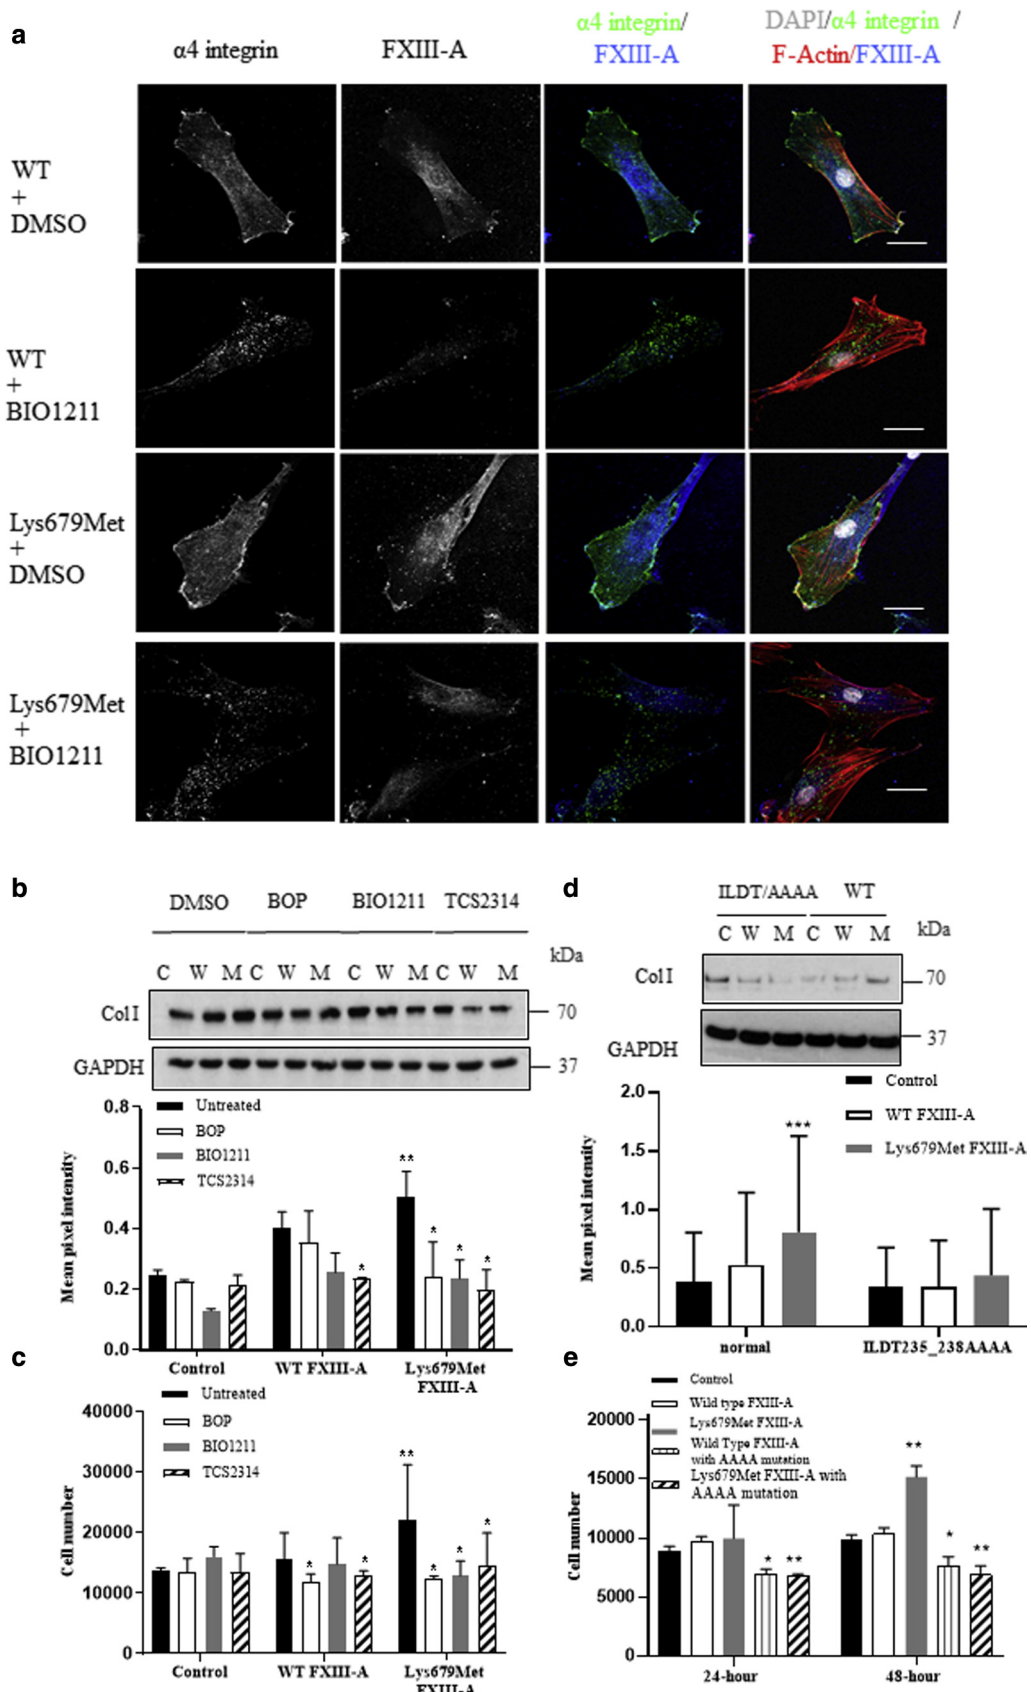 a
α4 integrin
FXIII-A
α4 integrin/
FXIII-A
DAPI/α4 integrin /
F-Actin/FXIII-A
WT
+
DMSO
WT
+
BIO1211
Lys679Met
+
DMSO
Lys679Met
+
BIO1211
b
DMSO BOP BIO1211 TCS2314
kDa
C W M C W M C W M C W M
ColI
70
GAPDH
37
Untreated
BOP
BIO1211
TCS2314
0.8
0.6
0.4
0.2
0.0
Mean pixel intensity
*
**
*
*
*
Control
WT FXIII-A
Lys679Met
FXIII-A
c
Untreated
BOP
BIO1211
TCS2314
40000
30000
20000
10000
0
Cell number
*
*
**
*
*
*
Control
WT FXIII-A
Lys679Met
FXIII-A
d
ILDT/AAAA WT
C W M C W M
kDa
ColI
70
GAPDH
37
Control
WT FXIII-A
Lys679Met FXIII-A
2.0
1.5
1.0
0.5
0.0
Mean pixel intensity
***
normal
ILDT235_238AAAA
e
Control
Wild type FXIII-A
Lys679Met FXIII-A
Wild Type FXIII-A
with AAAA mutation
Lys679Met FXIII-A with
AAAA mutation
20000
15000
10000
5000
0
Cell number
*
**
**
*
**
24-hour
48-hour